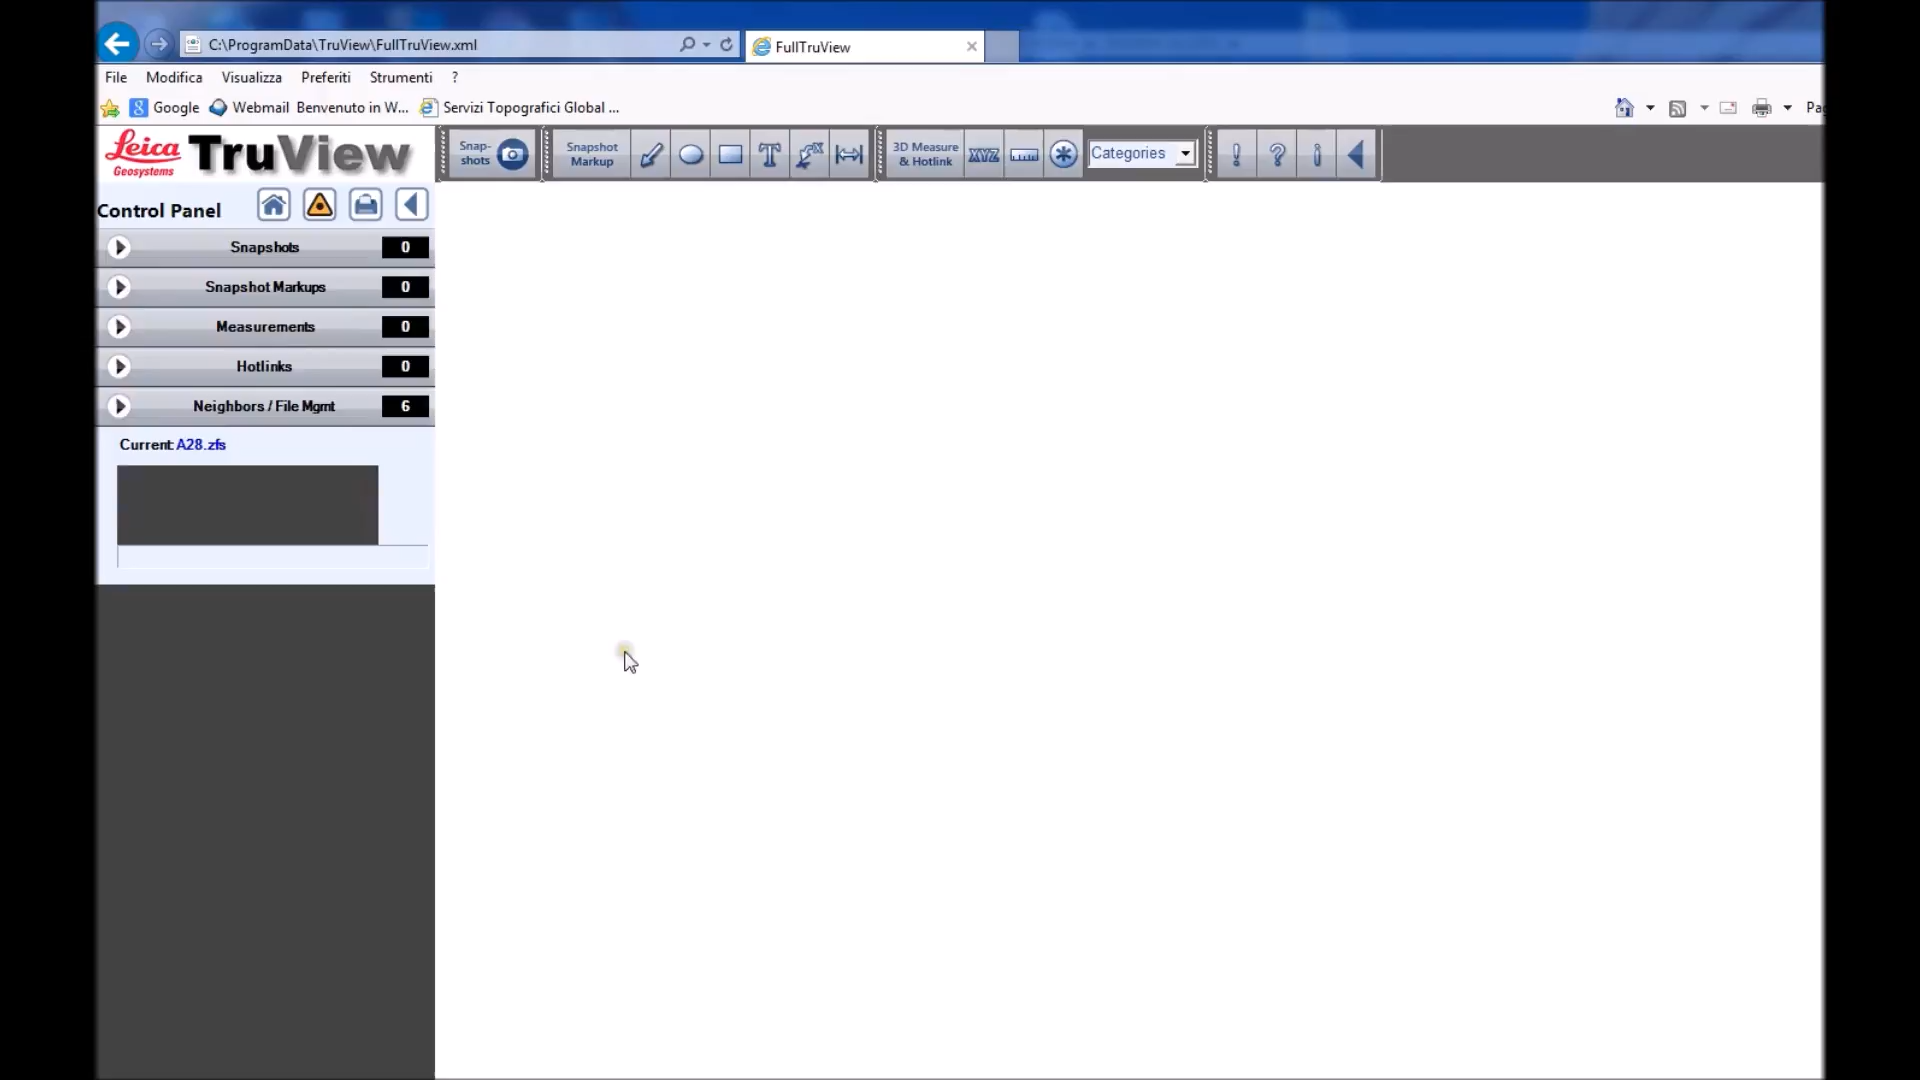 C:\ProgramData\TruView\FullTruView.xml
FullTruView
File Modifica Visualizza Preferiti Strumenti ?
Google Webmail Benvenuto in W... Servizi Topografici Global ...
Leica
Geosystems
TruView
Snap-
shots
Snapshot
Markup
T
X
3D Measure
& Hotlink
XYZ
Categories
!
?
i
Control Panel
Snapshots 0
Snapshot Markups 0
Measurements 0
Hotlinks 0
Neighbors / File Mgmt 6
Current: A28.zfs